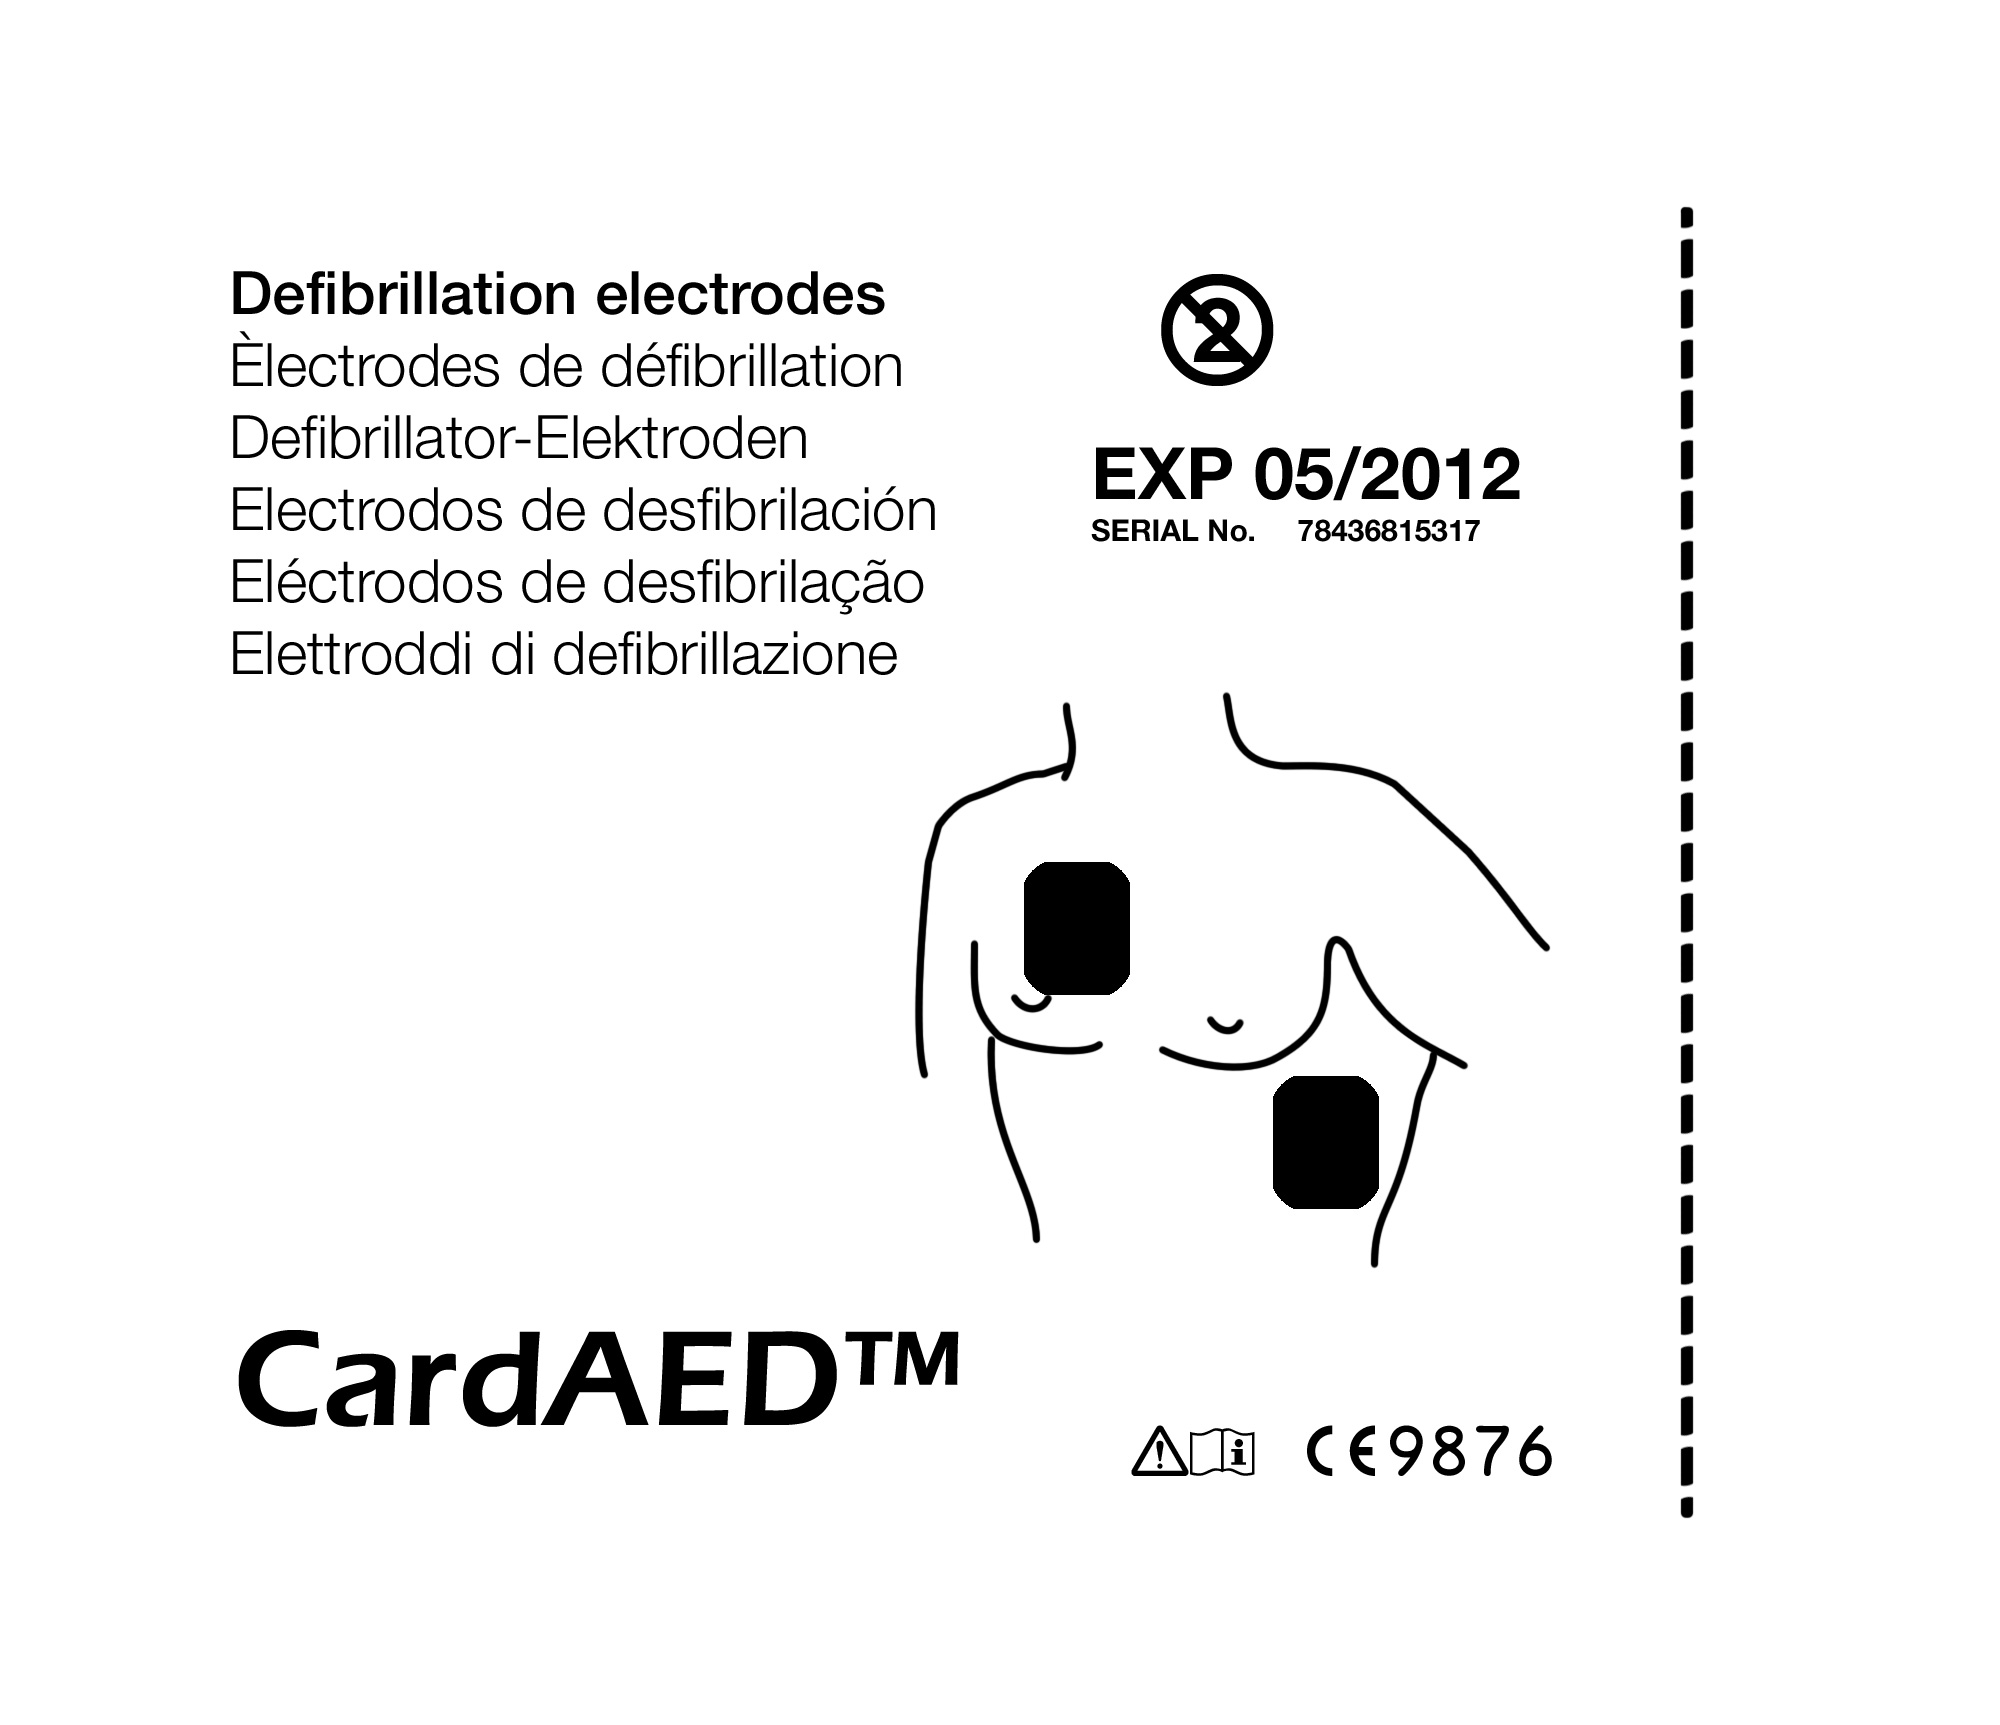 Defibrillation electrodes
Èlectrodes de défibrillation
Defibrillator-Elektroden
Electrodos de desfibrilación
Eléctrodos de desfibrilação
Elettroddi di defibrillazione
2
EXP 05/2012
SERIAL No. 78436815317
CardAED™
i CE9876